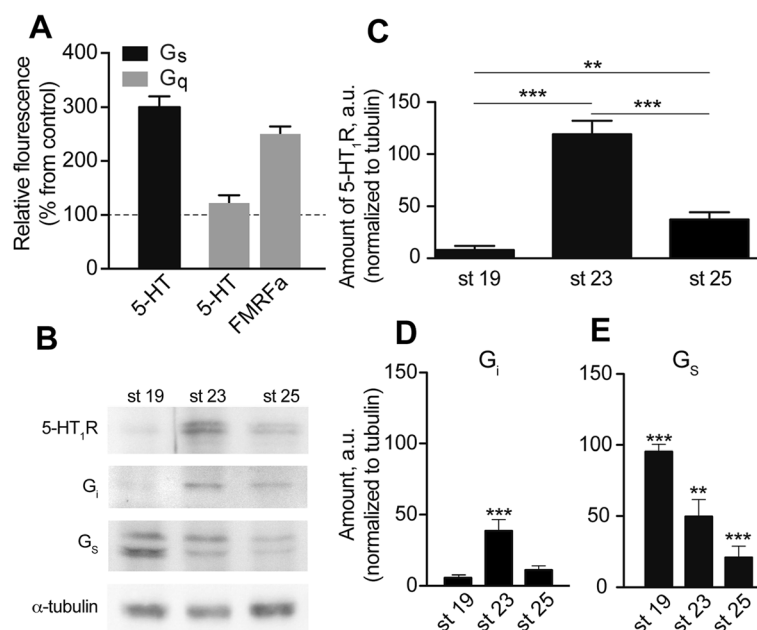 A
Relative flourescence
(% from control)
400
300
200
100
0
Gs
Gq
5-HT
5-HT
FMRFa
B
st 19 st 23 st 25
5-HT₁R
Gᵢ
G_S
α-tubulin
C
Amount of 5-HT₁R, a.u.
(normalized to tubulin)
150
100
50
0
**
*** ***
st 19 st 23 st 25
D
Gᵢ
Amount, a.u.
(normalized to tubulin)
150
100
50
0
***
st 19
st 23
st 25
E
G_S
150
100
50
0
***
**
***
st 19
st 23
st 25